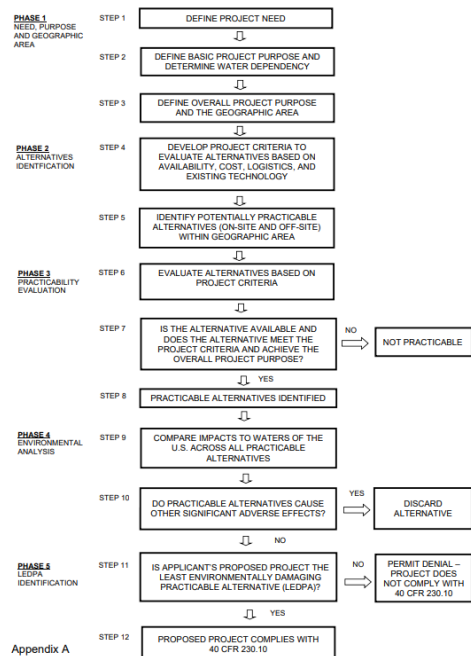 PHASE 1
NEED, PURPOSE
AND GEOGRAPHIC
AREA
STEP 1
DEFINE PROJECT NEED
STEP 2
DEFINE BASIC PROJECT PURPOSE AND
DETERMINE WATER DEPENDENCY
STEP 3
DEFINE OVERALL PROJECT PURPOSE
AND THE GEOGRAPHIC AREA
PHASE 2
ALTERNATIVES
IDENTFICATION
STEP 4
DEVELOP PROJECT CRITERIA TO
EVALUATE ALTERNATIVES BASED ON
AVAILABILITY, COST, LOGISTICS, AND
EXISTING TECHNOLOGY
STEP 5
IDENTIFY POTENTIALLY PRACTICABLE
ALTERNATIVES (ON-SITE AND OFF-SITE)
WITHIN GEOGRAPHIC AREA
PHASE 3
PRACTICABILITY
EVALUATION
STEP 6
EVALUATE ALTERNATIVES BASED ON
PROJECT CRITERIA
STEP 7
IS THE ALTERNATIVE AVAILABLE AND
DOES THE ALTERNATIVE MEET THE
PROJECT CRITERIA AND ACHIEVE THE
OVERALL PROJECT PURPOSE?
NO
NOT PRACTICABLE
YES
STEP 8
PRACTICABLE ALTERNATIVES IDENTIFIED
PHASE 4
ENVIRONMENTAL
ANALYSIS
STEP 9
COMPARE IMPACTS TO WATERS OF THE
U.S. ACROSS ALL PRACTICABLE
ALTERNATIVES
STEP 10
DO PRACTICABLE ALTERNATIVES CAUSE
OTHER SIGNIFICANT ADVERSE EFFECTS?
YES
DISCARD
ALTERNATIVE
NO
PHASE 5
LEDPA
IDENTIFICATION
STEP 11
IS APPLICANT'S PROPOSED PROJECT THE
LEAST ENVIRONMENTALLY DAMAGING
PRACTICABLE ALTERNATIVE (LEDPA)?
NO
PERMIT DENIAL –
PROJECT DOES
NOT COMPLY WITH
40 CFR 230.10
YES
STEP 12
PROPOSED PROJECT COMPLIES WITH
40 CFR 230.10
Appendix A